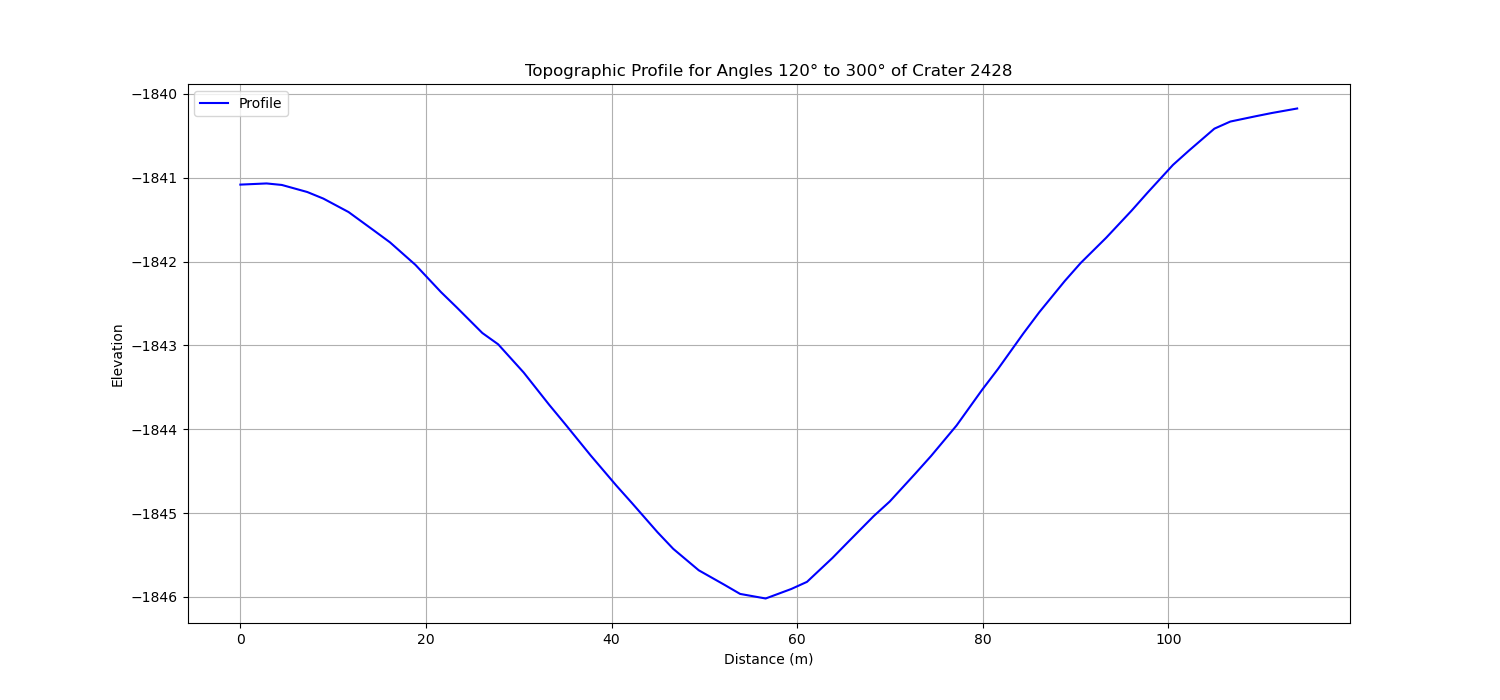 Topographic Profile for Angles 120° to 300° of Crater 2428
Profile
−1840
−1841
−1842
−1843
−1844
−1845
−1846
Elevation
0 20 40 60 80 100
Distance (m)